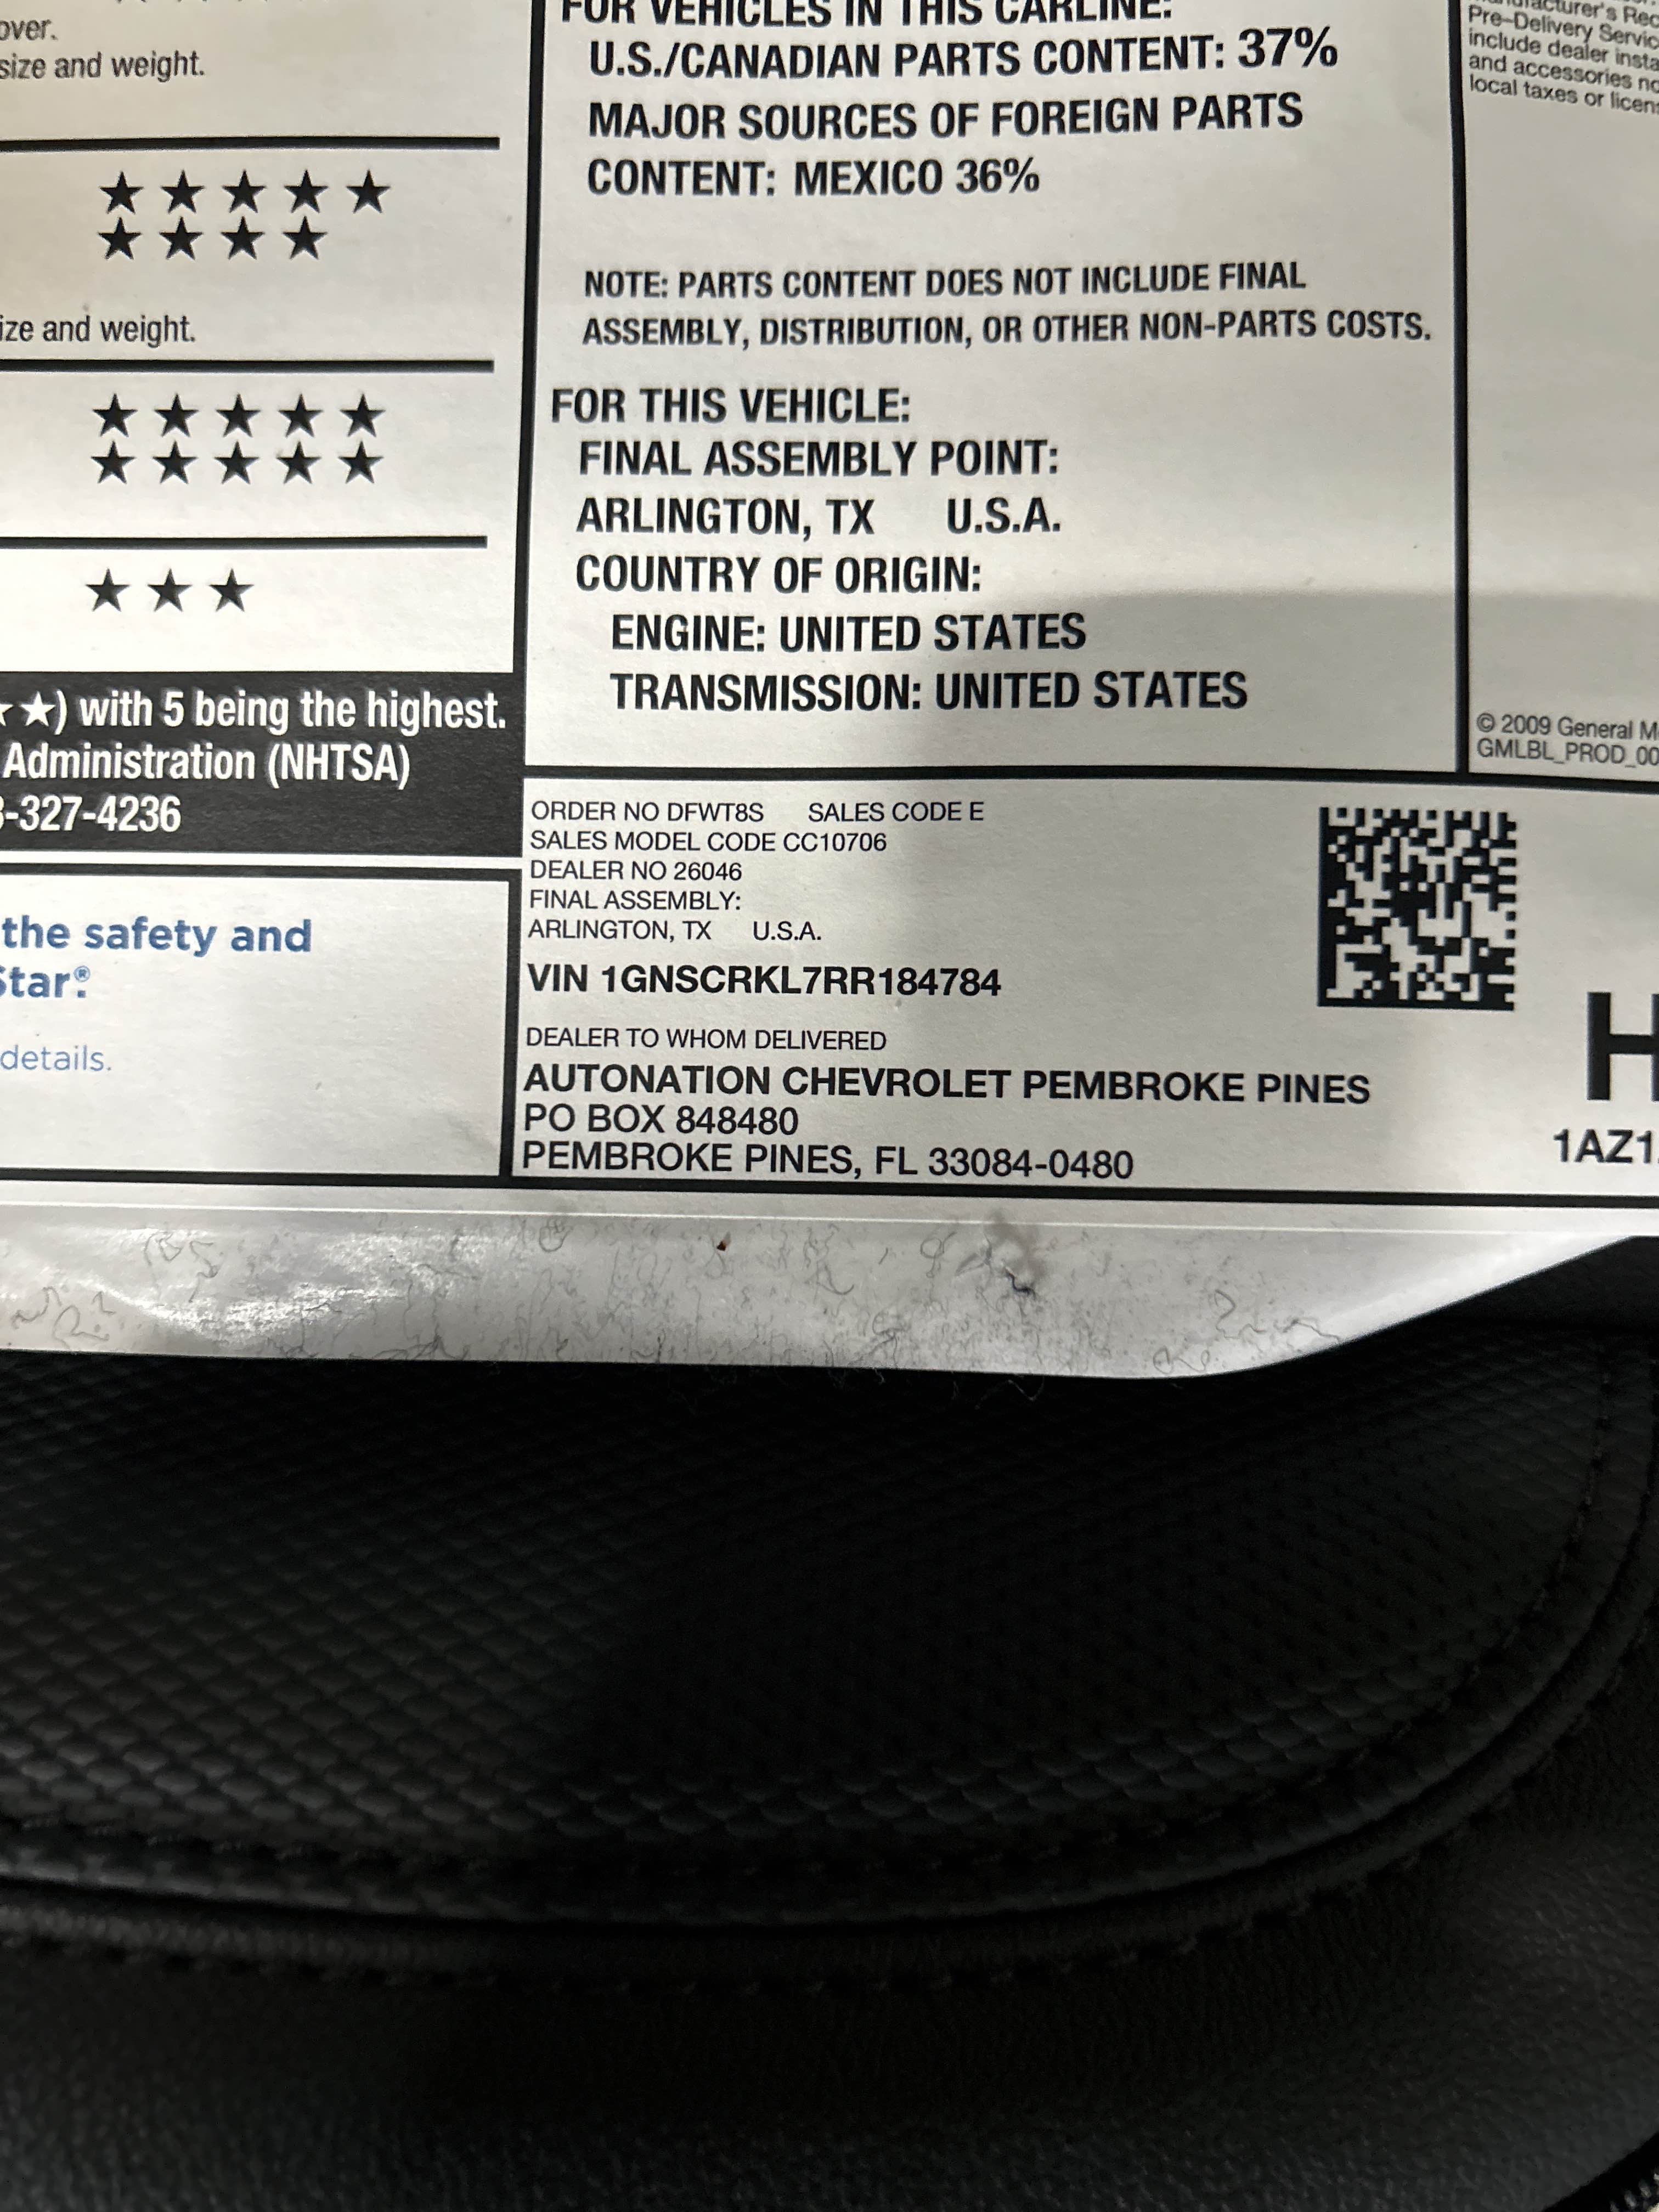 over.
size and weight.
★★★★★
★★★★
ize and weight.
★★★★★
★★★★★
★★★
★) with 5 being the highest.
Administration (NHTSA)
-327-4236
the safety and
Star®.
details.
FOR VEHICLES IN THIS CARLINE:
U.S./CANADIAN PARTS CONTENT: 37%
MAJOR SOURCES OF FOREIGN PARTS
CONTENT: MEXICO 36%
NOTE: PARTS CONTENT DOES NOT INCLUDE FINAL
ASSEMBLY, DISTRIBUTION, OR OTHER NON-PARTS COSTS.
FOR THIS VEHICLE:
FINAL ASSEMBLY POINT:
ARLINGTON, TX U.S.A.
COUNTRY OF ORIGIN:
ENGINE: UNITED STATES
TRANSMISSION: UNITED STATES
ORDER NO DFWT8S SALES CODE E
SALES MODEL CODE CC10706
DEALER NO 26046
FINAL ASSEMBLY:
ARLINGTON, TX U.S.A.
VIN 1GNSCRKL7RR184784
DEALER TO WHOM DELIVERED
AUTONATION CHEVROLET PEMBROKE PINES
PO BOX 848480
PEMBROKE PINES, FL 33084-0480
Manufacturer's Rec
Pre-Delivery Servic
include dealer insta
and accessories no
local taxes or licen
© 2009 General M
GMLBL_PROD_00
H
1AZ1